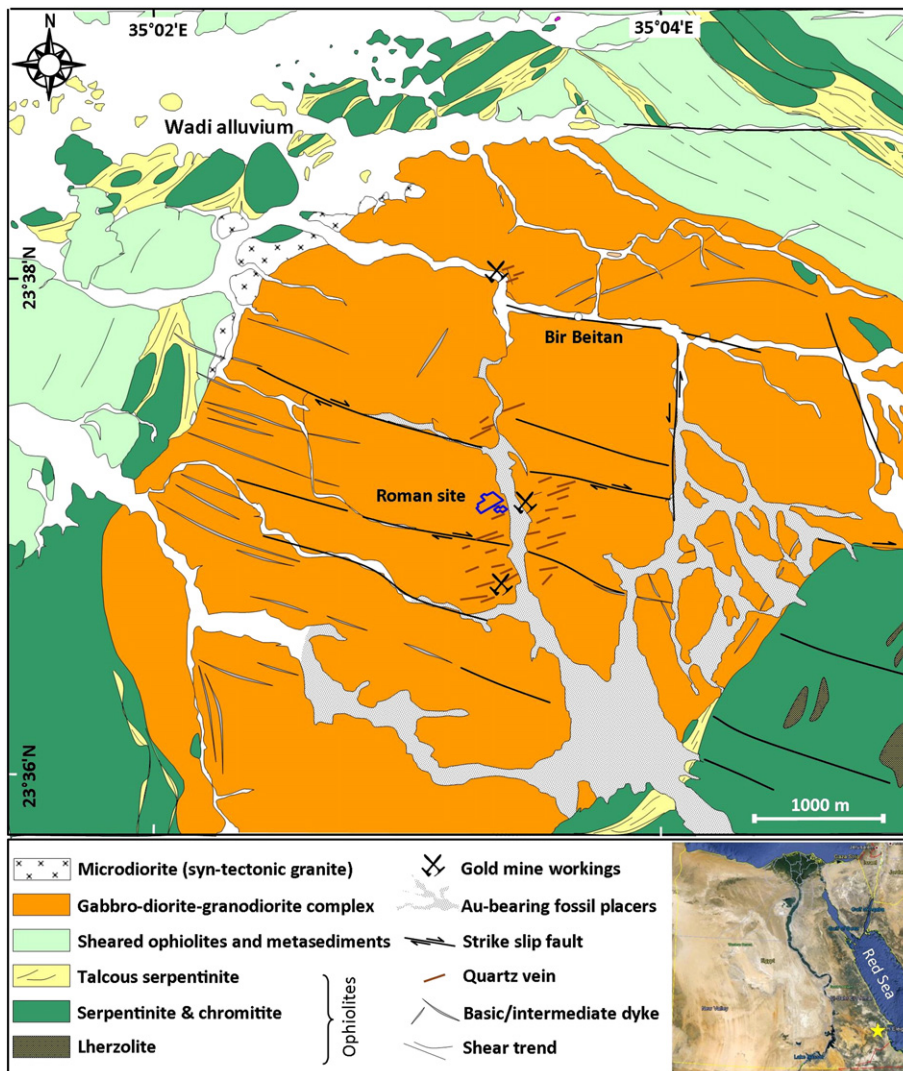 35°02'E
35°04'E
N
Wadi alluvium
23°38'N
Bir Beitan
Roman site
23°36'N
1000 m
Microdiorite (syn-tectonic granite)
Gabbro-diorite-granodiorite complex
Sheared ophiolites and metasediments
Talcous serpentinite
Serpentinite & chromitite
Lherzolite
Ophiolites
Gold mine workings
Au-bearing fossil placers
Strike slip fault
Quartz vein
Basic/intermediate dyke
Shear trend
Egypt
Red Sea